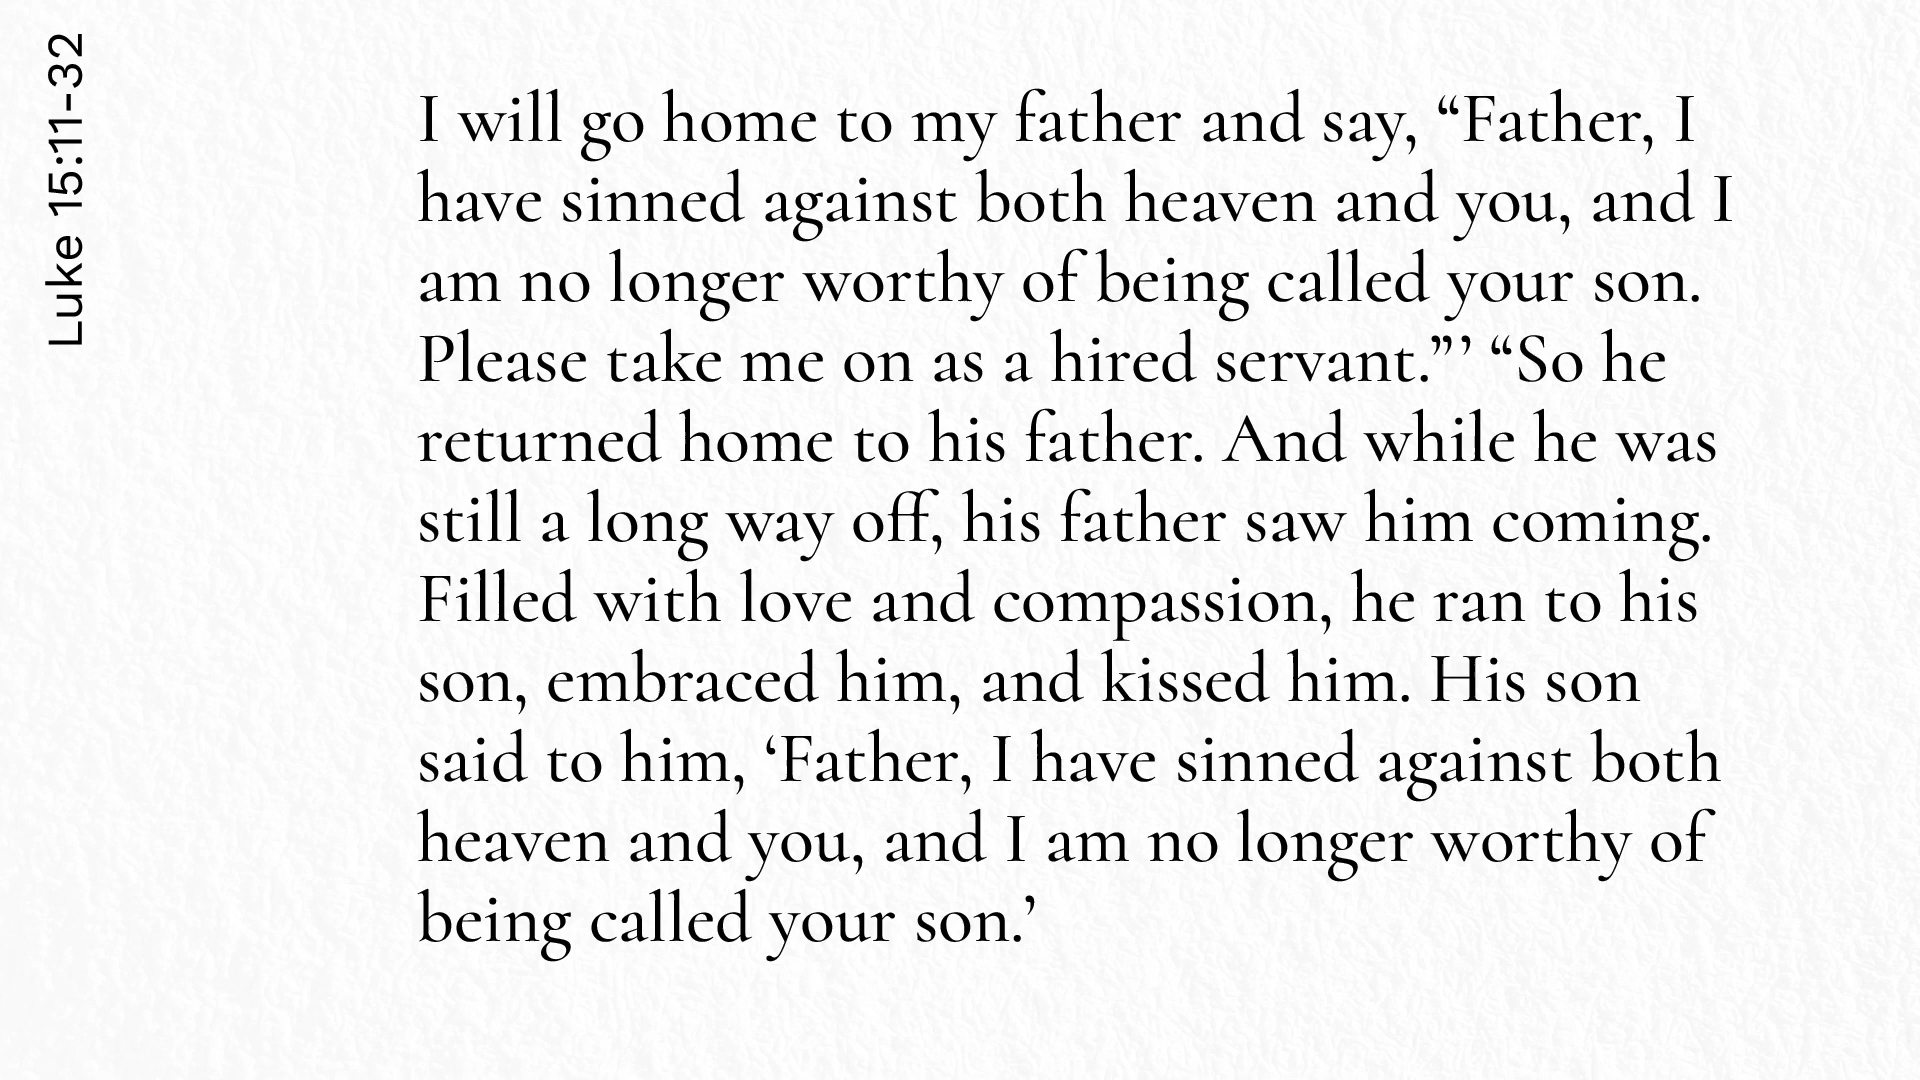 Luke 15:11-32
I will go home to my father and say, “Father, I
have sinned against both heaven and you, and I
am no longer worthy of being called your son.
Please take me on as a hired servant.”’ “So he
returned home to his father. And while he was
still a long way off, his father saw him coming.
Filled with love and compassion, he ran to his
son, embraced him, and kissed him. His son
said to him, ‘Father, I have sinned against both
heaven and you, and I am no longer worthy of
being called your son.’